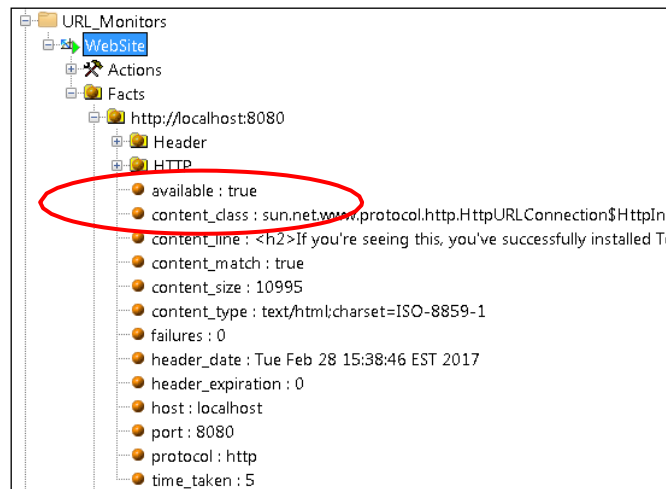 URL_Monitors
WebSite
Actions
Facts
http://localhost:8080
Header
HTTP
available : true
content_class : sun.net.www.protocol.http.HttpURLConnection$HttpIn
content_line : <h2>If you're seeing this, you've successfully installed T
content_match : true
content_size : 10995
content_type : text/html;charset=ISO-8859-1
failures : 0
header_date : Tue Feb 28 15:38:46 EST 2017
header_expiration : 0
host : localhost
port : 8080
protocol : http
time_taken : 5